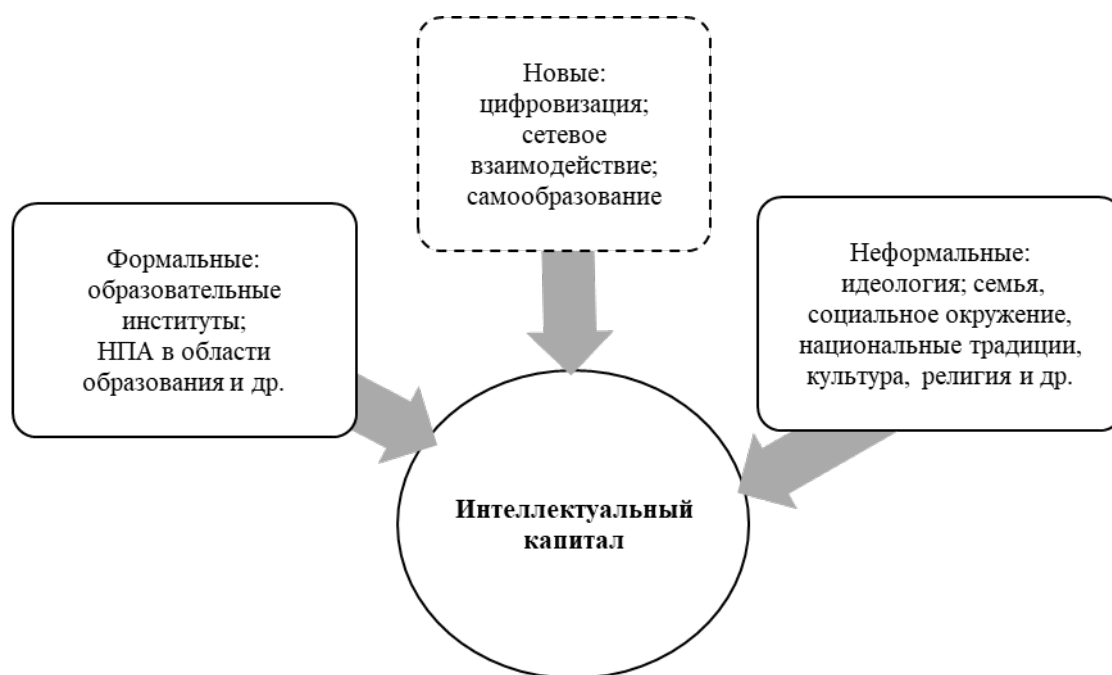 Новые:
цифровизация;
сетевое
взаимодействие;
самообразование
Формальные:
образовательные
институты;
НПА в области
образования и др.
Неформальные:
идеология; семья,
социальное окружение,
национальные традиции,
культура, религия и др.
Интеллектуальный
капитал